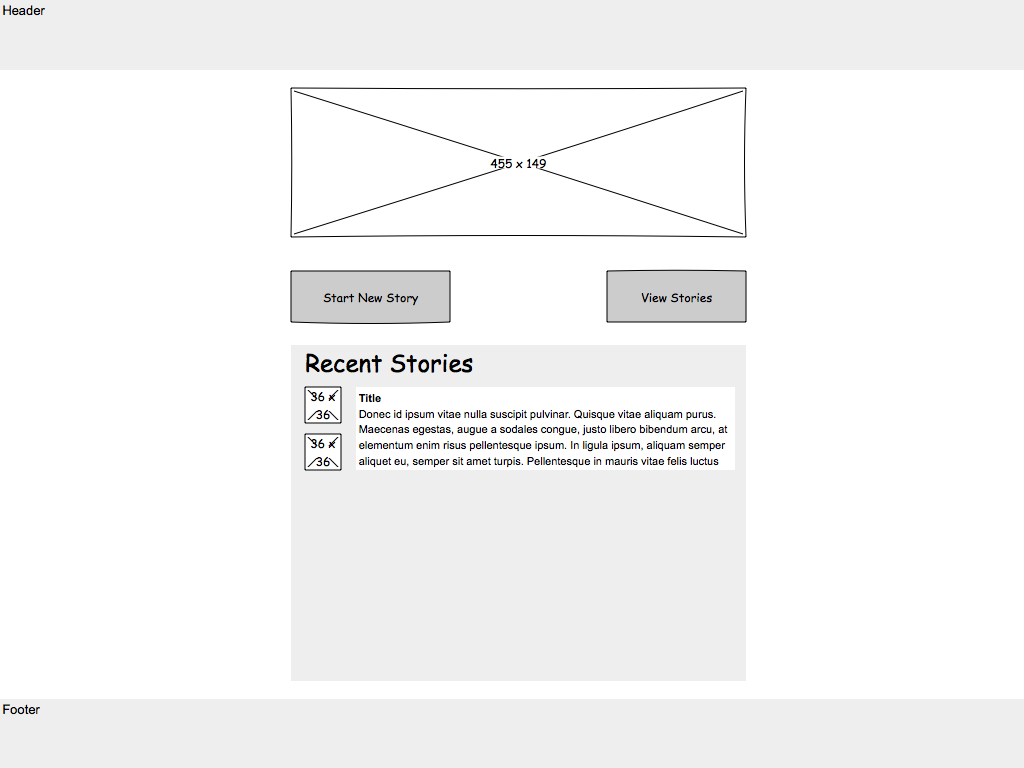 Header
455 x 149
Start New Story
View Stories
Recent Stories
36 x
36
36 x
36
Title
Donec id ipsum vitae nulla suscipit pulvinar. Quisque vitae aliquam purus.
Maecenas egestas, augue a sodales congue, justo libero bibendum arcu, at
elementum enim risus pellentesque ipsum. In ligula ipsum, aliquam semper
aliquet eu, semper sit amet turpis. Pellentesque in mauris vitae felis luctus
Footer